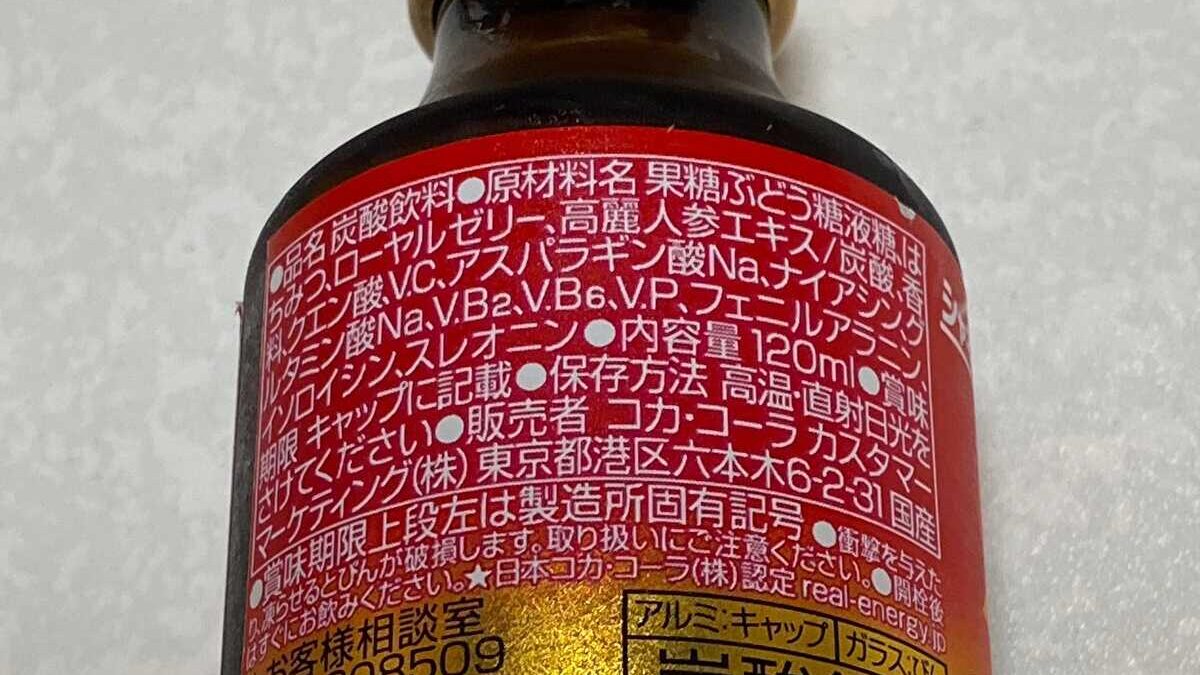 ●品名 炭酸飲料●原材料名 果糖ぶどう糖液糖、は
ちみつ、ローヤルゼリー、高麗人参エキス/炭酸、香
料、クエン酸、V.C、アスパラギン酸Na、ナイアシン、グ
ルタミン酸Na、V.B2、V.B6、V.P、フェニルアラニン、
イソロイシン、スレオニン●内容量 120ml●賞味
期限 キャップに記載●保存方法 高温・直射日光を
さけてください●販売者 コカ・コーラ カスタマー
マーケティング(株) 東京都港区六本木6-2-31 国産
●賞味期限上段左は製造所固有記号 ●衝撃を与えた
り、凍らせるとびんが破損します。取り扱いにご注意ください。●開栓後
はすぐにお飲みください。★日本コカ・コーラ(株)認定 real-energy.jp
お客様相談室
308509
アルミ:キャップ
ガラス:びん